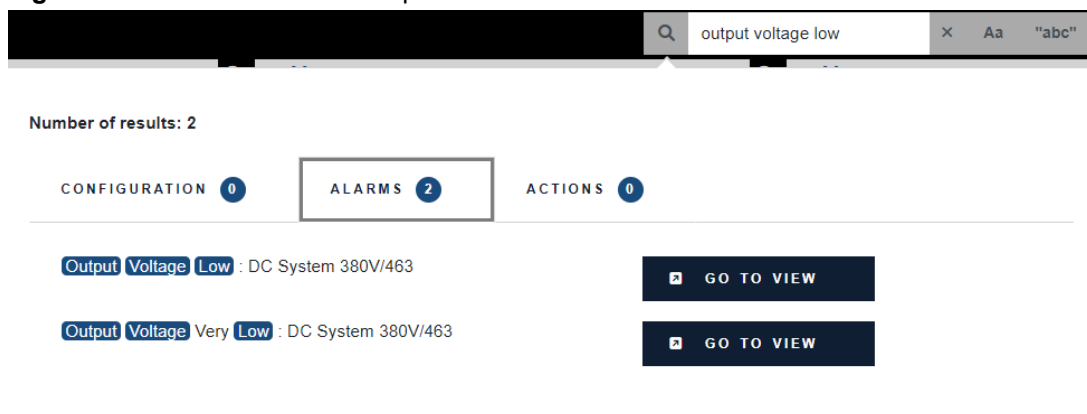 output voltage low × Aa "abc"
Number of results: 2
CONFIGURATION 0 ALARMS 2 ACTIONS 0
Output Voltage Low : DC System 380V/463 GO TO VIEW
Output Voltage Very Low : DC System 380V/463 GO TO VIEW